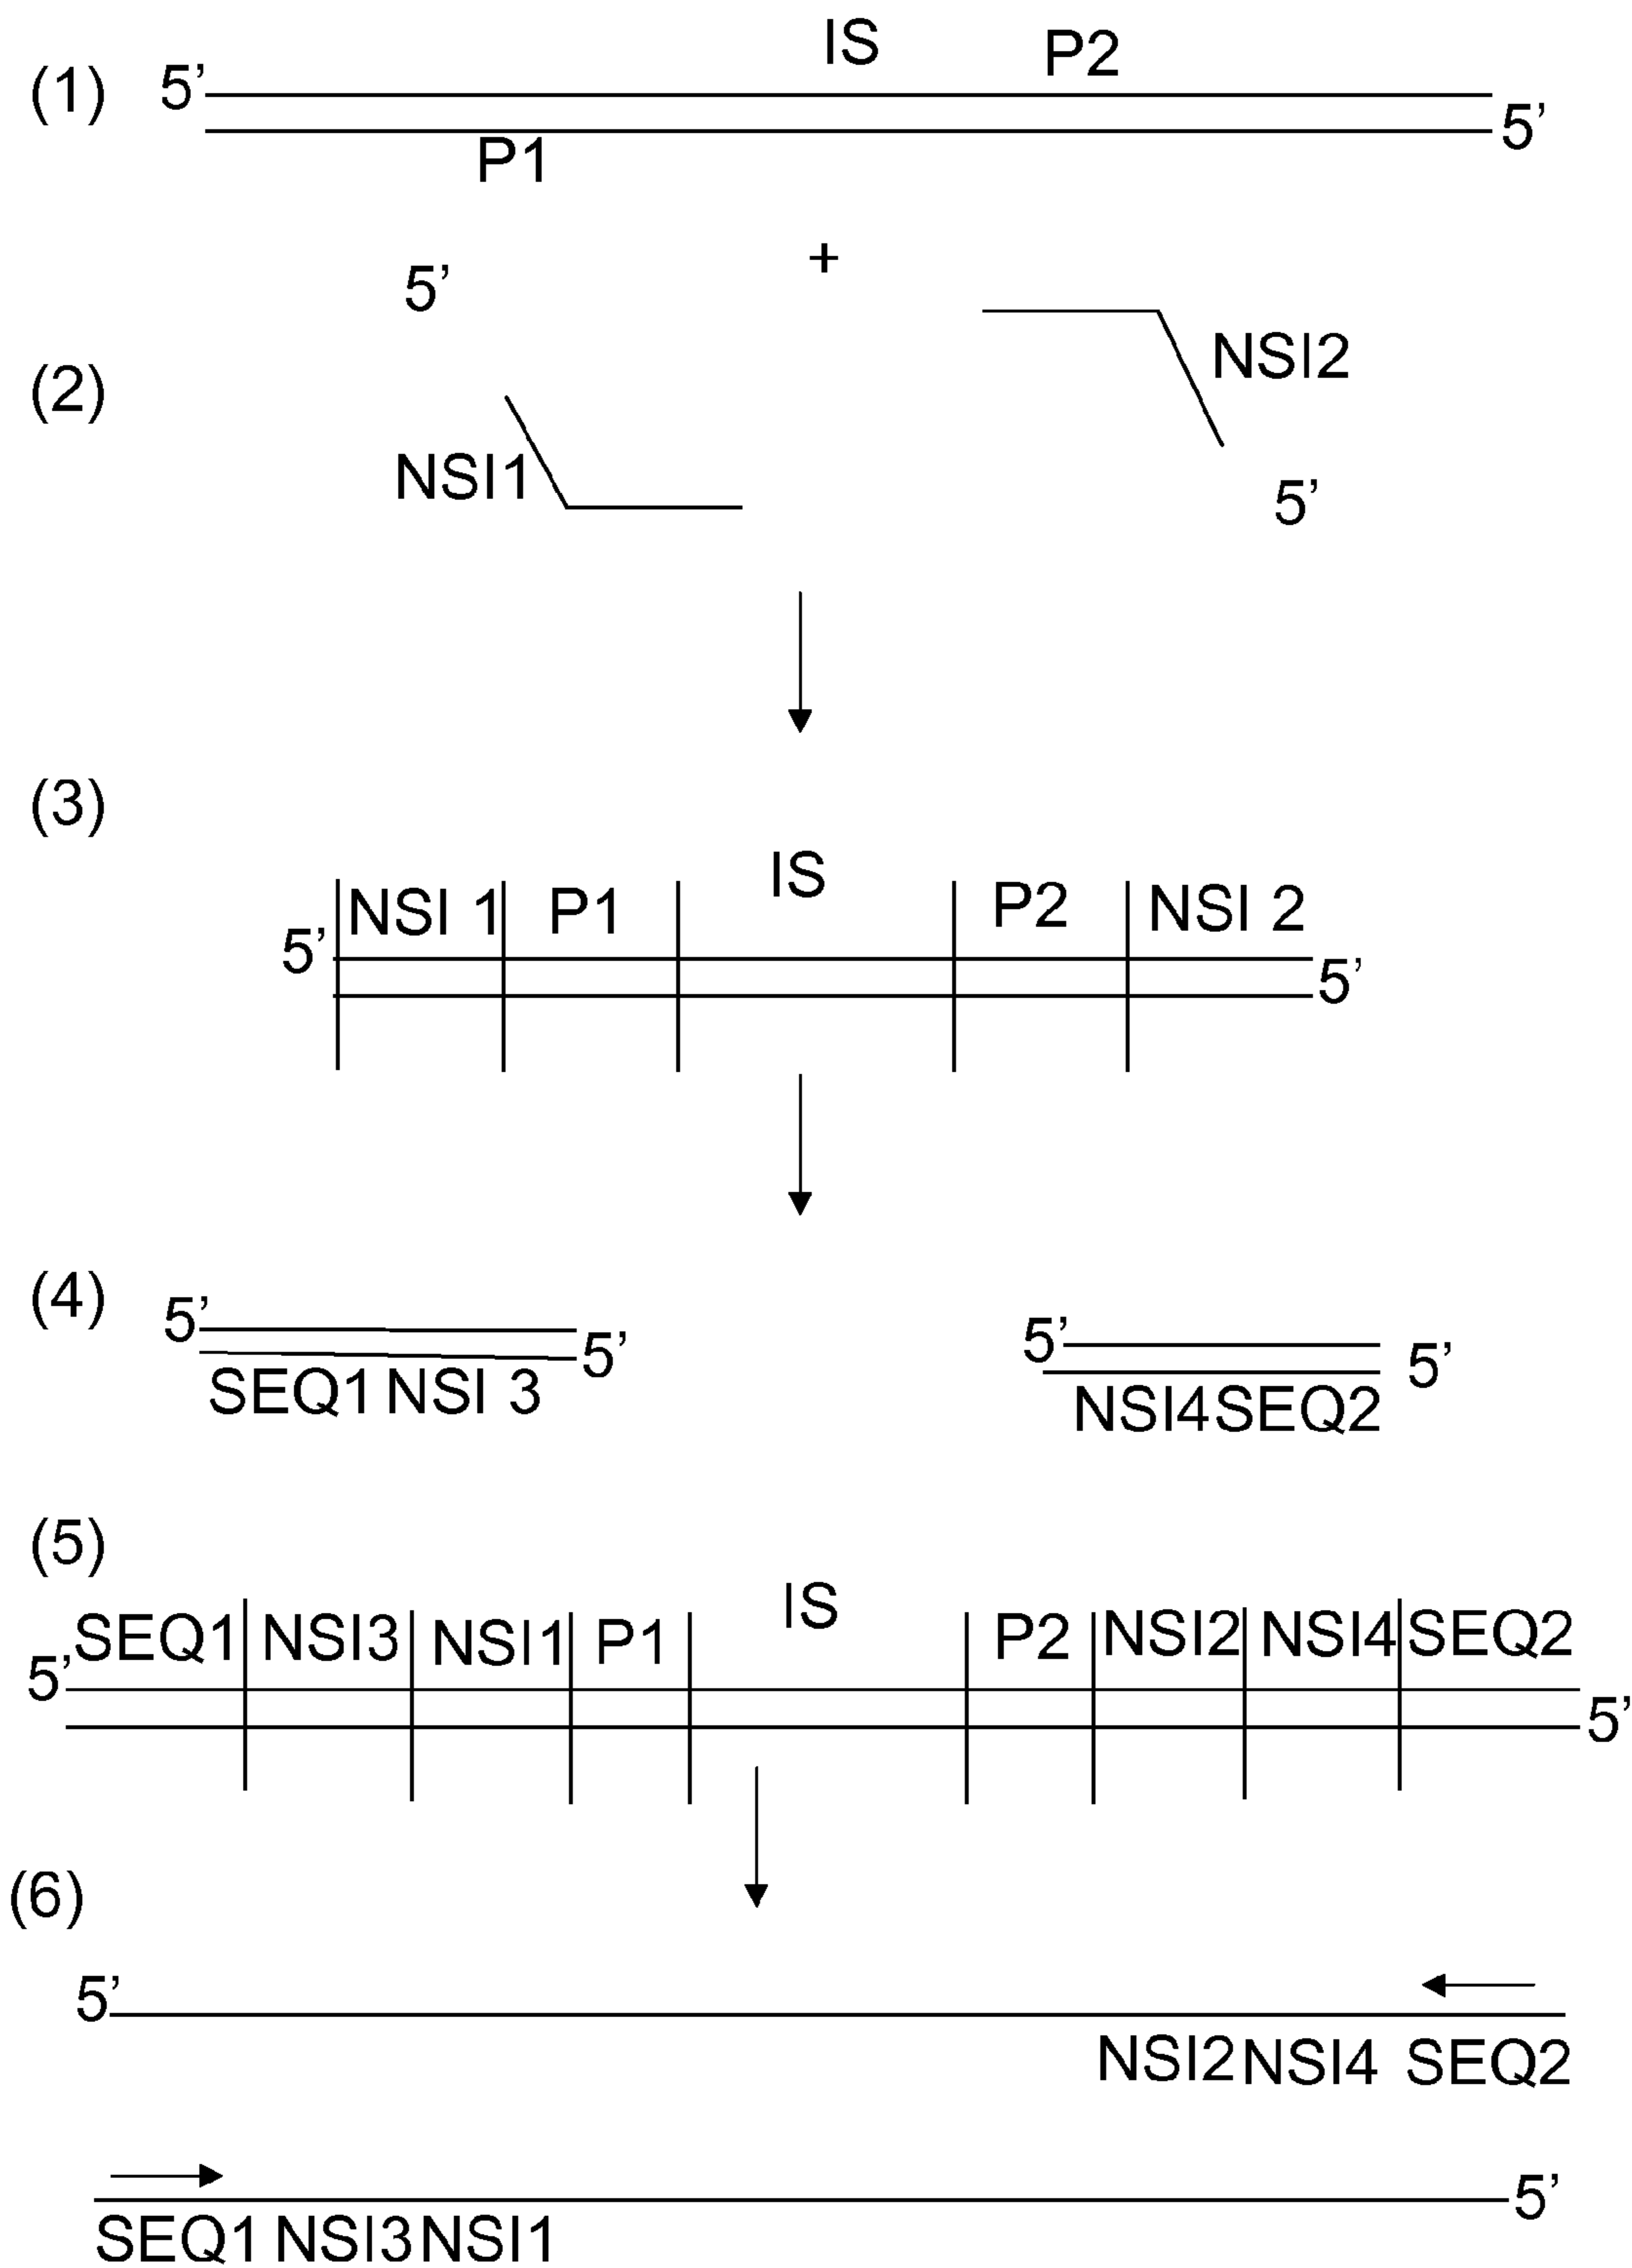 IS P2
(1) 5’ 5’
P1
+
5’
(2) NSI2
NSI1 5’
(3)
IS
NSI 1 P1 P2 NSI 2
5’ 5’
(4) 5’ 5’ 5’ 5’
SEQ1 NSI 3 NSI4 SEQ2
(5)
IS
SEQ1 NSI3 NSI1 P1 P2 NSI2 NSI4 SEQ2
5’ 5’
(6)
5’
NSI2 NSI4 SEQ2
5’
SEQ1 NSI3 NSI1